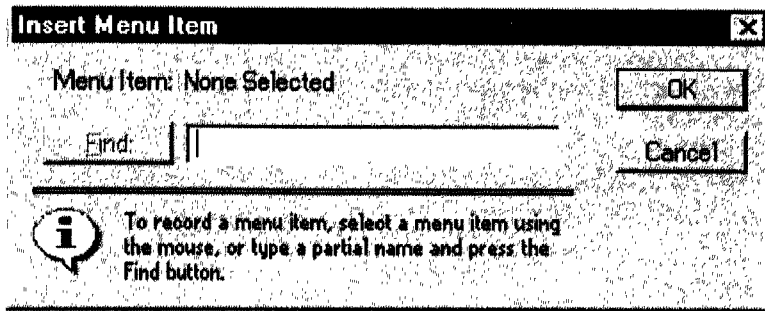 Insert Menu Item
Menu Item: None Selected
OK
Find:
Cancel
To record a menu item, select a menu item using
the mouse, or type a partial name and press the
Find button.